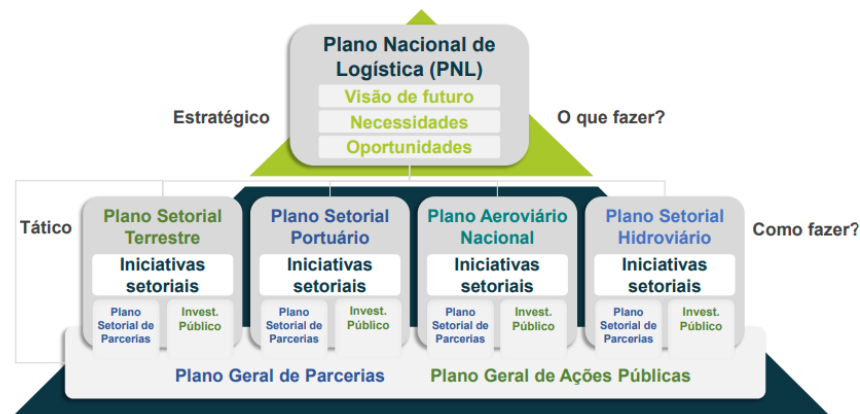 Plano Nacional de
Logística (PNL)
Visão de futuro
Necessidades
Oportunidades
Estratégico
O que fazer?
Tático
Plano Setorial
Terrestre
Iniciativas
setoriais
Plano
Setorial de
Parcerias
Invest.
Público
Plano Setorial
Portuário
Iniciativas
setoriais
Plano
Setorial de
Parcerias
Invest.
Público
Plano Aeroviário
Nacional
Iniciativas
setoriais
Plano
Setorial de
Parcerias
Invest.
Público
Plano Setorial
Hidroviário
Iniciativas
setoriais
Plano
Setorial de
Parcerias
Invest.
Público
Como fazer?
Plano Geral de Parcerias
Plano Geral de Ações Públicas